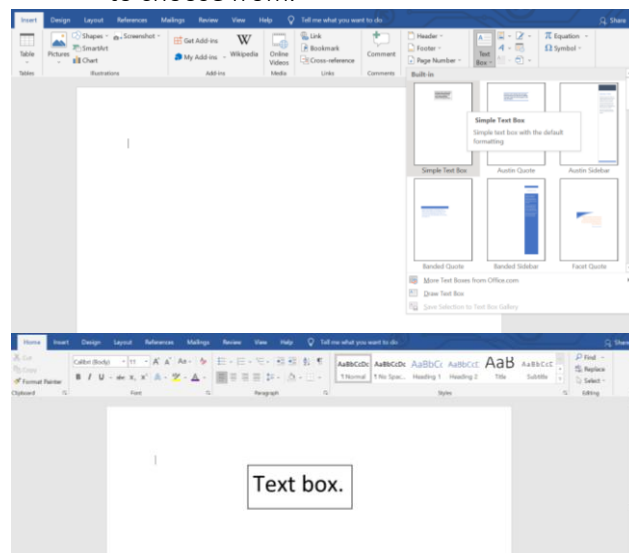 to choose from.
Insert Design Layout References Mailings Review View Help Tell me what you want to do Share
Table Pictures Shapes SmartArt Chart Screenshot Get Add-ins My Add-ins Wikipedia Online Videos Link Bookmark Cross-reference Comment Header Footer Page Number Text Box Equation Symbol
Tables Illustrations Add-ins Media Links Comments
Built-in
Simple Text Box
Simple text box with the default
formatting
Simple Text Box Austin Quote Austin Sidebar
Banded Quote Banded Sidebar Facet Quote
More Text Boxes from Office.com
Draw Text Box
Save Selection to Text Box Gallery
Home Insert Design Layout References Mailings Review View Help Tell me what you want to do Share
Cut Copy Format Painter Calibri (Body) 11 AaBbCcDc AaBbCcDc AaBbCc AaBbCcE AaB AaBbCcE Find Replace Select
¶ Normal ¶ No Spac... Heading 1 Heading 2 Title Subtitle
Clipboard Font Paragraph Styles Editing
Text box.